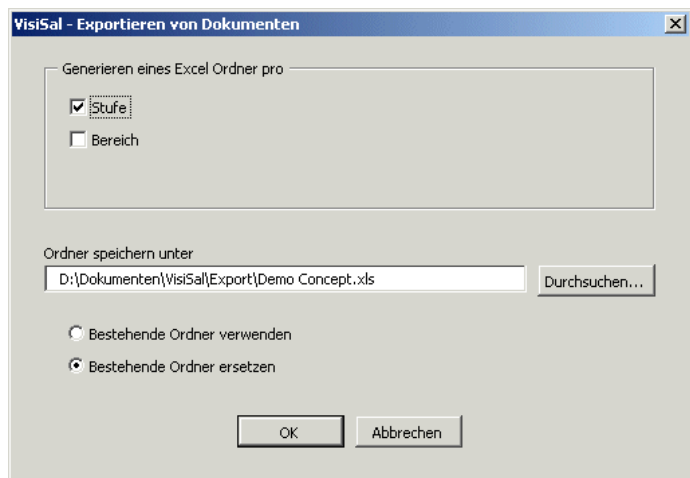 VisiSal - Exportieren von Dokumenten
Generieren eines Excel Ordner pro
Stufe
Bereich
Ordner speichern unter
D:\Dokumenten\VisiSal\Export\Demo Concept.xls
Durchsuchen...
Bestehende Ordner verwenden
Bestehende Ordner ersetzen
OK Abbrechen